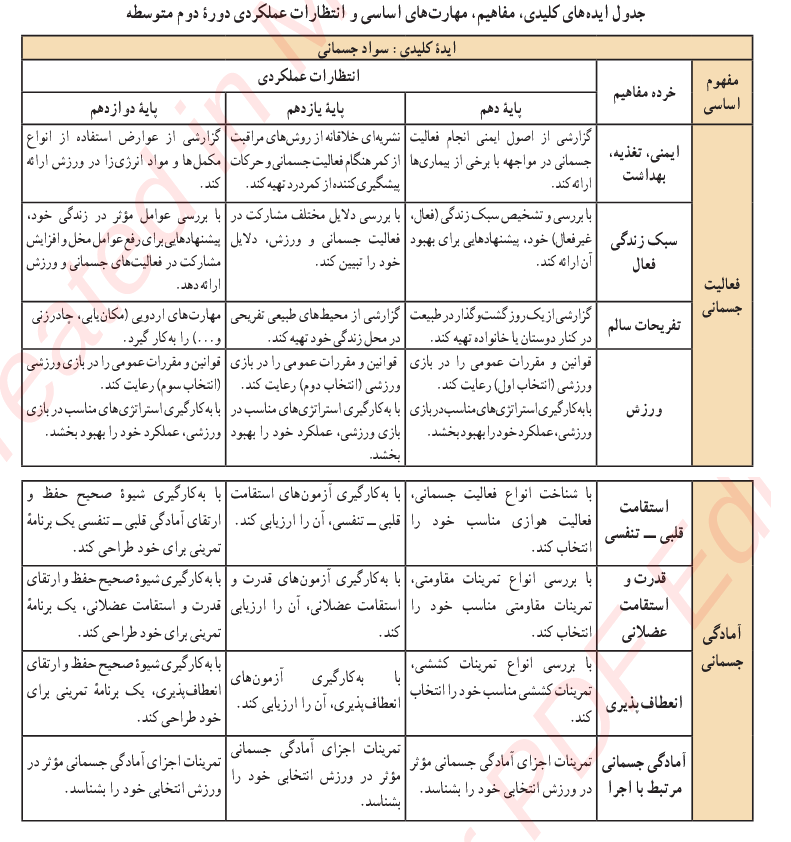 جدول ایده‌های کلیدی، مفاهیم، مهارت‌های اساسی و انتظارات عملکردی دورهٔ دوم متوسطه
ایدهٔ کلیدی : سواد جسمانی
مفهوم
اساسی
خرده مفاهیم
انتظارات عملکردی
پایهٔ دهم
پایهٔ یازدهم
پایهٔ دوازدهم
فعالیت
جسمانی
ایمنی، تغذیه،
بهداشت
گزارشی از اصول ایمنی انجام فعالیت
جسمانی در مواجهه با برخی از بیماری‌ها
ارائه کند.
نشریه‌ای خلاقانه از روش‌های مراقبت
از کمر هنگام فعالیت جسمانی و حرکات
پیشگیری کننده از کمردرد تهیه کند.
گزارشی از عوارض استفاده از انواع
مکمل‌ها و مواد انرژی‌زا در ورزش ارائه
کند.
سبک زندگی
فعال
با بررسی و تشخیص سبک زندگی (فعال،
غیرفعال) خود، پیشنهادهایی برای بهبود
آن ارائه کند.
با بررسی دلایل مختلف مشارکت در
فعالیت جسمانی و ورزش، دلایل
خود را تبیین کند.
با بررسی عوامل مؤثر در زندگی خود،
پیشنهادهایی برای رفع عوامل مخل و افزایش
مشارکت در فعالیت‌های جسمانی و ورزش
ارائه دهد.
تفریحات سالم
گزارشی از یک روز گشت‌وگذار در طبیعت
در کنار دوستان یا خانواده تهیه کند.
گزارشی از محیط‌های طبیعی تفریحی
در محل زندگی خود تهیه کند.
مهارت‌های اردویی (مکان‌یابی، چادرزنی
و...) را به‌کار گیرد.
ورزش
قوانین و مقررات عمومی را در بازی
ورزشی (انتخاب اول) رعایت کند.
با به‌کارگیری استراتژی‌های مناسب در بازی
ورزشی، عملکرد خود را بهبود بخشد.
قوانین و مقررات عمومی را در بازی
ورزشی (انتخاب دوم) رعایت کند.
با به‌کارگیری استراتژی‌های مناسب در
بازی ورزشی، عملکرد خود را بهبود
بخشد.
قوانین و مقررات عمومی را در بازی ورزشی
(انتخاب سوم) رعایت کند.
با به‌کارگیری استراتژی‌های مناسب در بازی
ورزشی، عملکرد خود را بهبود بخشد.
آمادگی
جسمانی
استقامت
قلبی ــ تنفسی
با شناخت انواع فعالیت جسمانی،
فعالیت هوازی مناسب خود را
انتخاب کند.
با به‌کارگیری آزمون‌های استقامت
قلبی ــ تنفسی، آن را ارزیابی کند.
با به‌کارگیری شیوهٔ صحیح حفظ و
ارتقای آمادگی قلبی ــ تنفسی یک برنامهٔ
تمرینی برای خود طراحی کند.
قدرت و
استقامت
عضلانی
با بررسی انواع تمرینات مقاومتی،
تمرینات مقاومتی مناسب خود را
انتخاب کند.
با به‌کارگیری آزمون‌های قدرت و
استقامت عضلانی، آن را ارزیابی
کند.
با به‌کارگیری شیوهٔ صحیح حفظ و ارتقای
قدرت و استقامت عضلانی، یک برنامهٔ
تمرینی برای خود طراحی کند.
انعطاف‌پذیری
با بررسی انواع تمرینات کششی،
تمرینات کششی مناسب خود را انتخاب
کند.
با به‌کارگیری آزمون‌های
انعطاف‌پذیری، آن را ارزیابی کند.
با به‌کارگیری شیوهٔ صحیح حفظ و ارتقای
انعطاف‌پذیری، یک برنامهٔ تمرینی برای
خود طراحی کند.
آمادگی جسمانی
مرتبط با اجرا
تمرینات اجزای آمادگی جسمانی مؤثر
در ورزش انتخابی خود را بشناسد.
تمرینات اجزای آمادگی جسمانی
مؤثر در ورزش انتخابی خود را
بشناسد.
تمرینات اجزای آمادگی جسمانی مؤثر در
ورزش انتخابی خود را بشناسد.